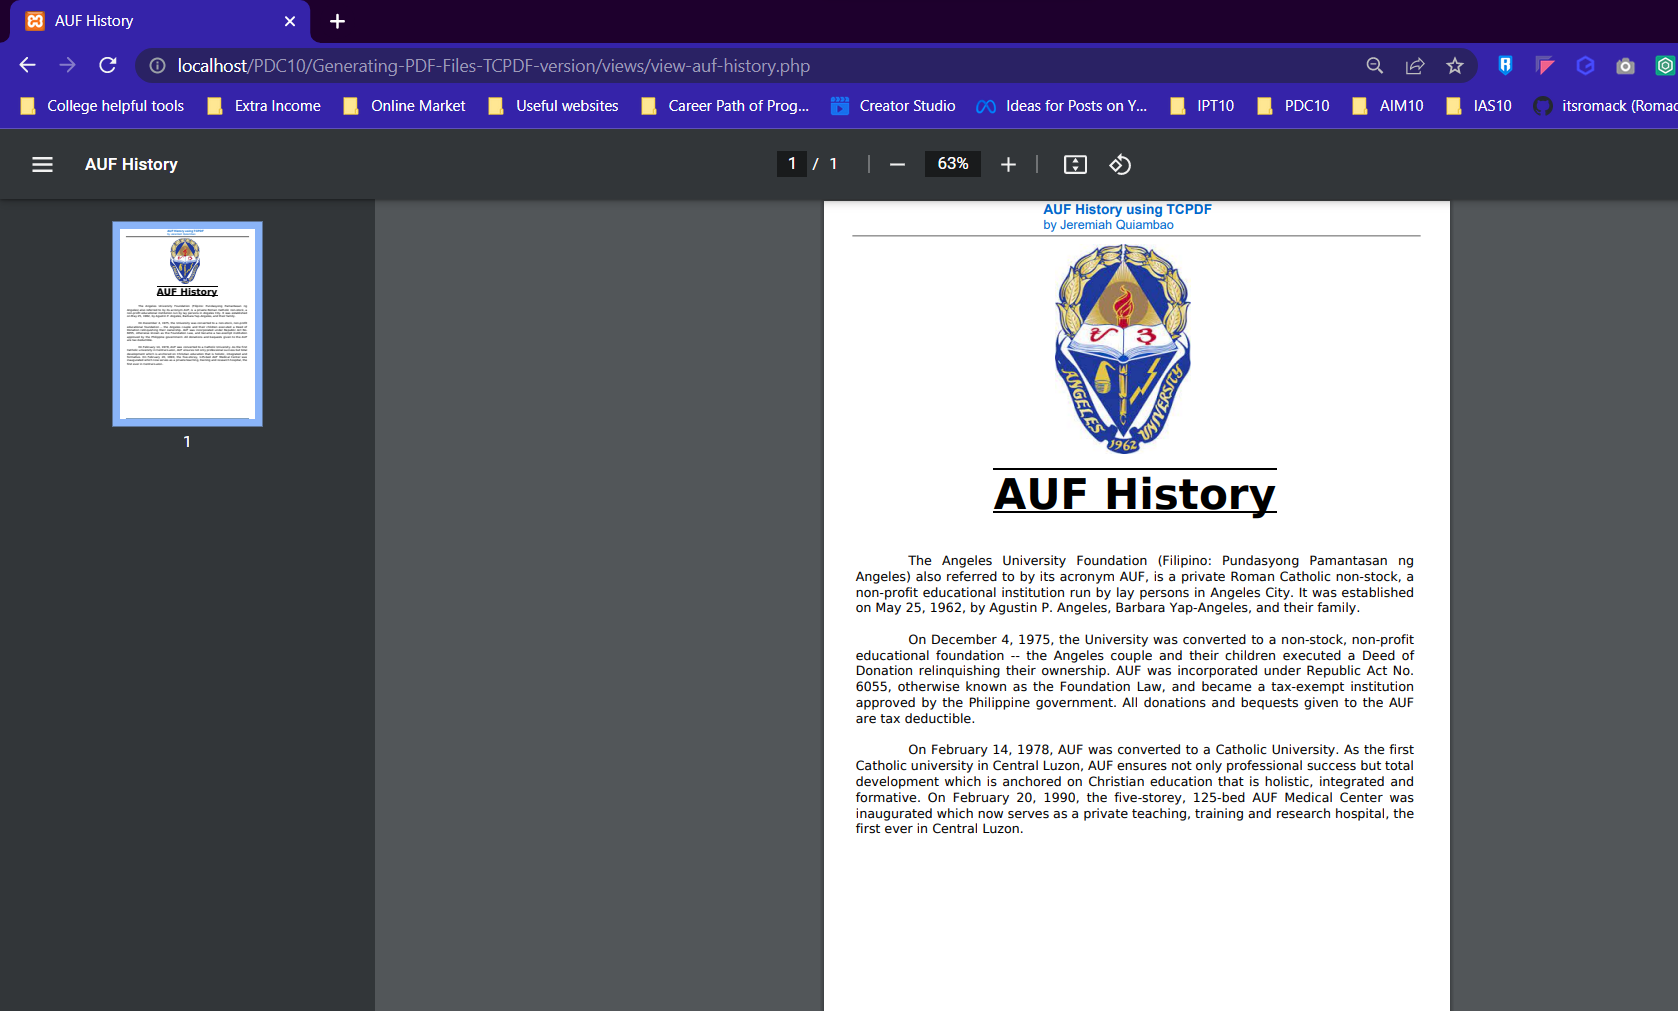 AUF History
localhost/PDC10/Generating-PDF-Files-TCPDF-version/views/view-auf-history.php
College helpful tools Extra Income Online Market Useful websites Career Path of Prog... Creator Studio Ideas for Posts on Y... IPT10 PDC10 AIM10 IAS10 itsromack (Romac
AUF History 1 / 1 63%
1
AUF History using TCPDF
by Jeremiah Quiambao
ANGELES UNIVERSITY
1962
AUF History
The Angeles University Foundation (Filipino: Pundasyong Pamantasan ng
Angeles) also referred to by its acronym AUF, is a private Roman Catholic non-stock, a
non-profit educational institution run by lay persons in Angeles City. It was established
on May 25, 1962, by Agustin P. Angeles, Barbara Yap-Angeles, and their family.
On December 4, 1975, the University was converted to a non-stock, non-profit
educational foundation -- the Angeles couple and their children executed a Deed of
Donation relinquishing their ownership. AUF was incorporated under Republic Act No.
6055, otherwise known as the Foundation Law, and became a tax-exempt institution
approved by the Philippine government. All donations and bequests given to the AUF
are tax deductible.
On February 14, 1978, AUF was converted to a Catholic University. As the first
Catholic university in Central Luzon, AUF ensures not only professional success but total
development which is anchored on Christian education that is holistic, integrated and
formative. On February 20, 1990, the five-storey, 125-bed AUF Medical Center was
inaugurated which now serves as a private teaching, training and research hospital, the
first ever in Central Luzon.